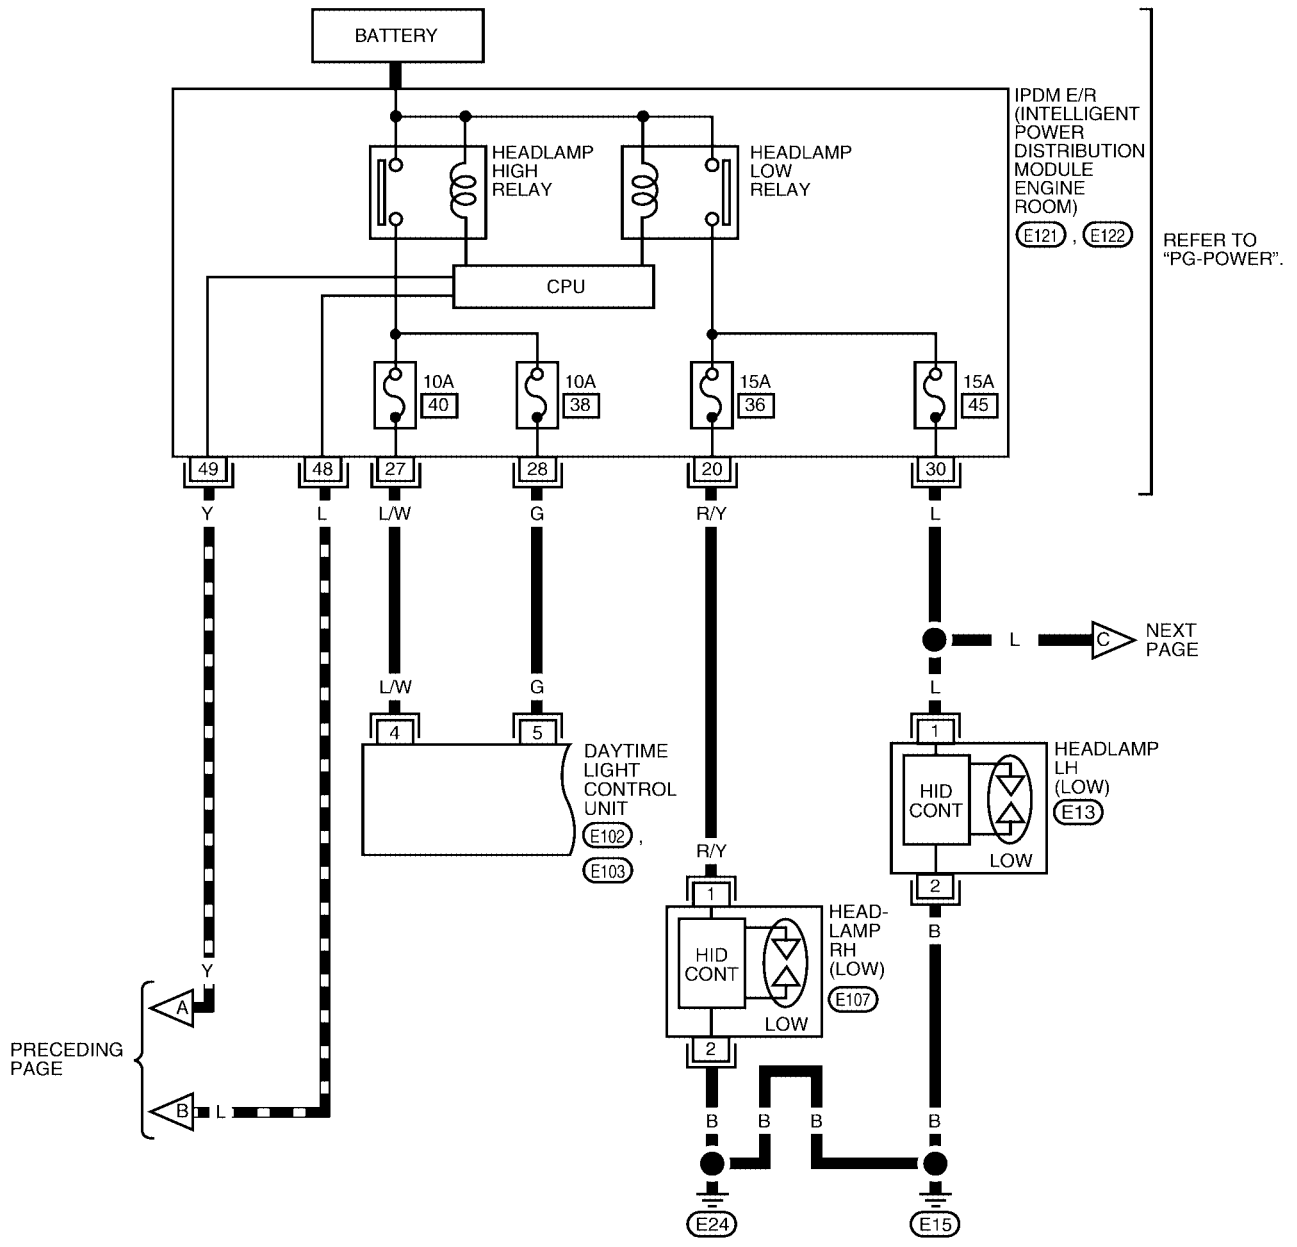 BATTERY
IPDM E/R
(INTELLIGENT
POWER
DISTRIBUTION
MODULE
ENGINE
ROOM)
E121 , E122
REFER TO
“PG-POWER”.
HEADLAMP
HIGH
RELAY
HEADLAMP
LOW
RELAY
CPU
10A
40
10A
38
15A
36
15A
45
49 48 27 28 20 30
Y L L/W G R/Y L
L
C
NEXT
PAGE
L/W G L
4 5 1
DAYTIME
LIGHT
CONTROL
UNIT
E102 ,
E103
HID
CONT
LOW
HEADLAMP
LH
(LOW)
E13
2
B
R/Y
1
HID
CONT
LOW
HEAD-
LAMP
RH
(LOW)
E107
2
Y
A
PRECEDING
PAGE
B L
B B B B
E24 E15